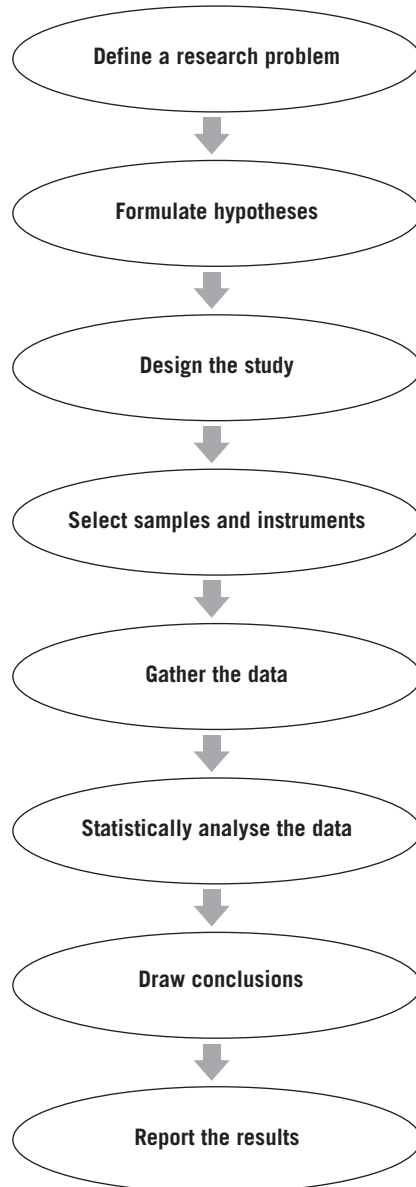 Define a research problem
Formulate hypotheses
Design the study
Select samples and instruments
Gather the data
Statistically analyse the data
Draw conclusions
Report the results